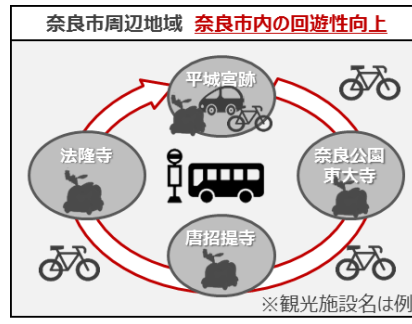 奈良市周辺地域 奈良市内の回遊性向上
平城宮跡
法隆寺
奈良公園
東大寺
唐招提寺
※観光施設名は例